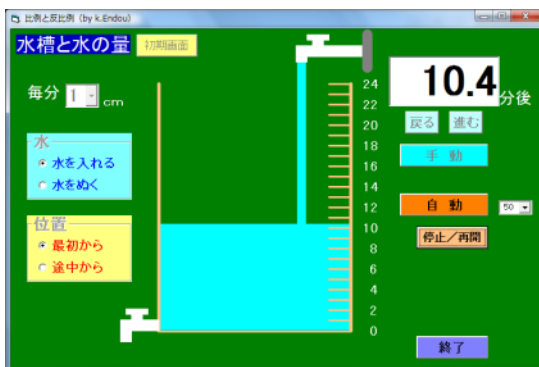 比例と反比例 (by k.Endou)
水槽と水の量 初期画面
毎分 1 cm
水
水を入れる
水をぬく
位置
最初から
途中から
24
22
20
18
16
14
12
10
8
6
4
2
0
10.4 分後
戻る 進む
手 動
自 動 50
停止／再開
終了